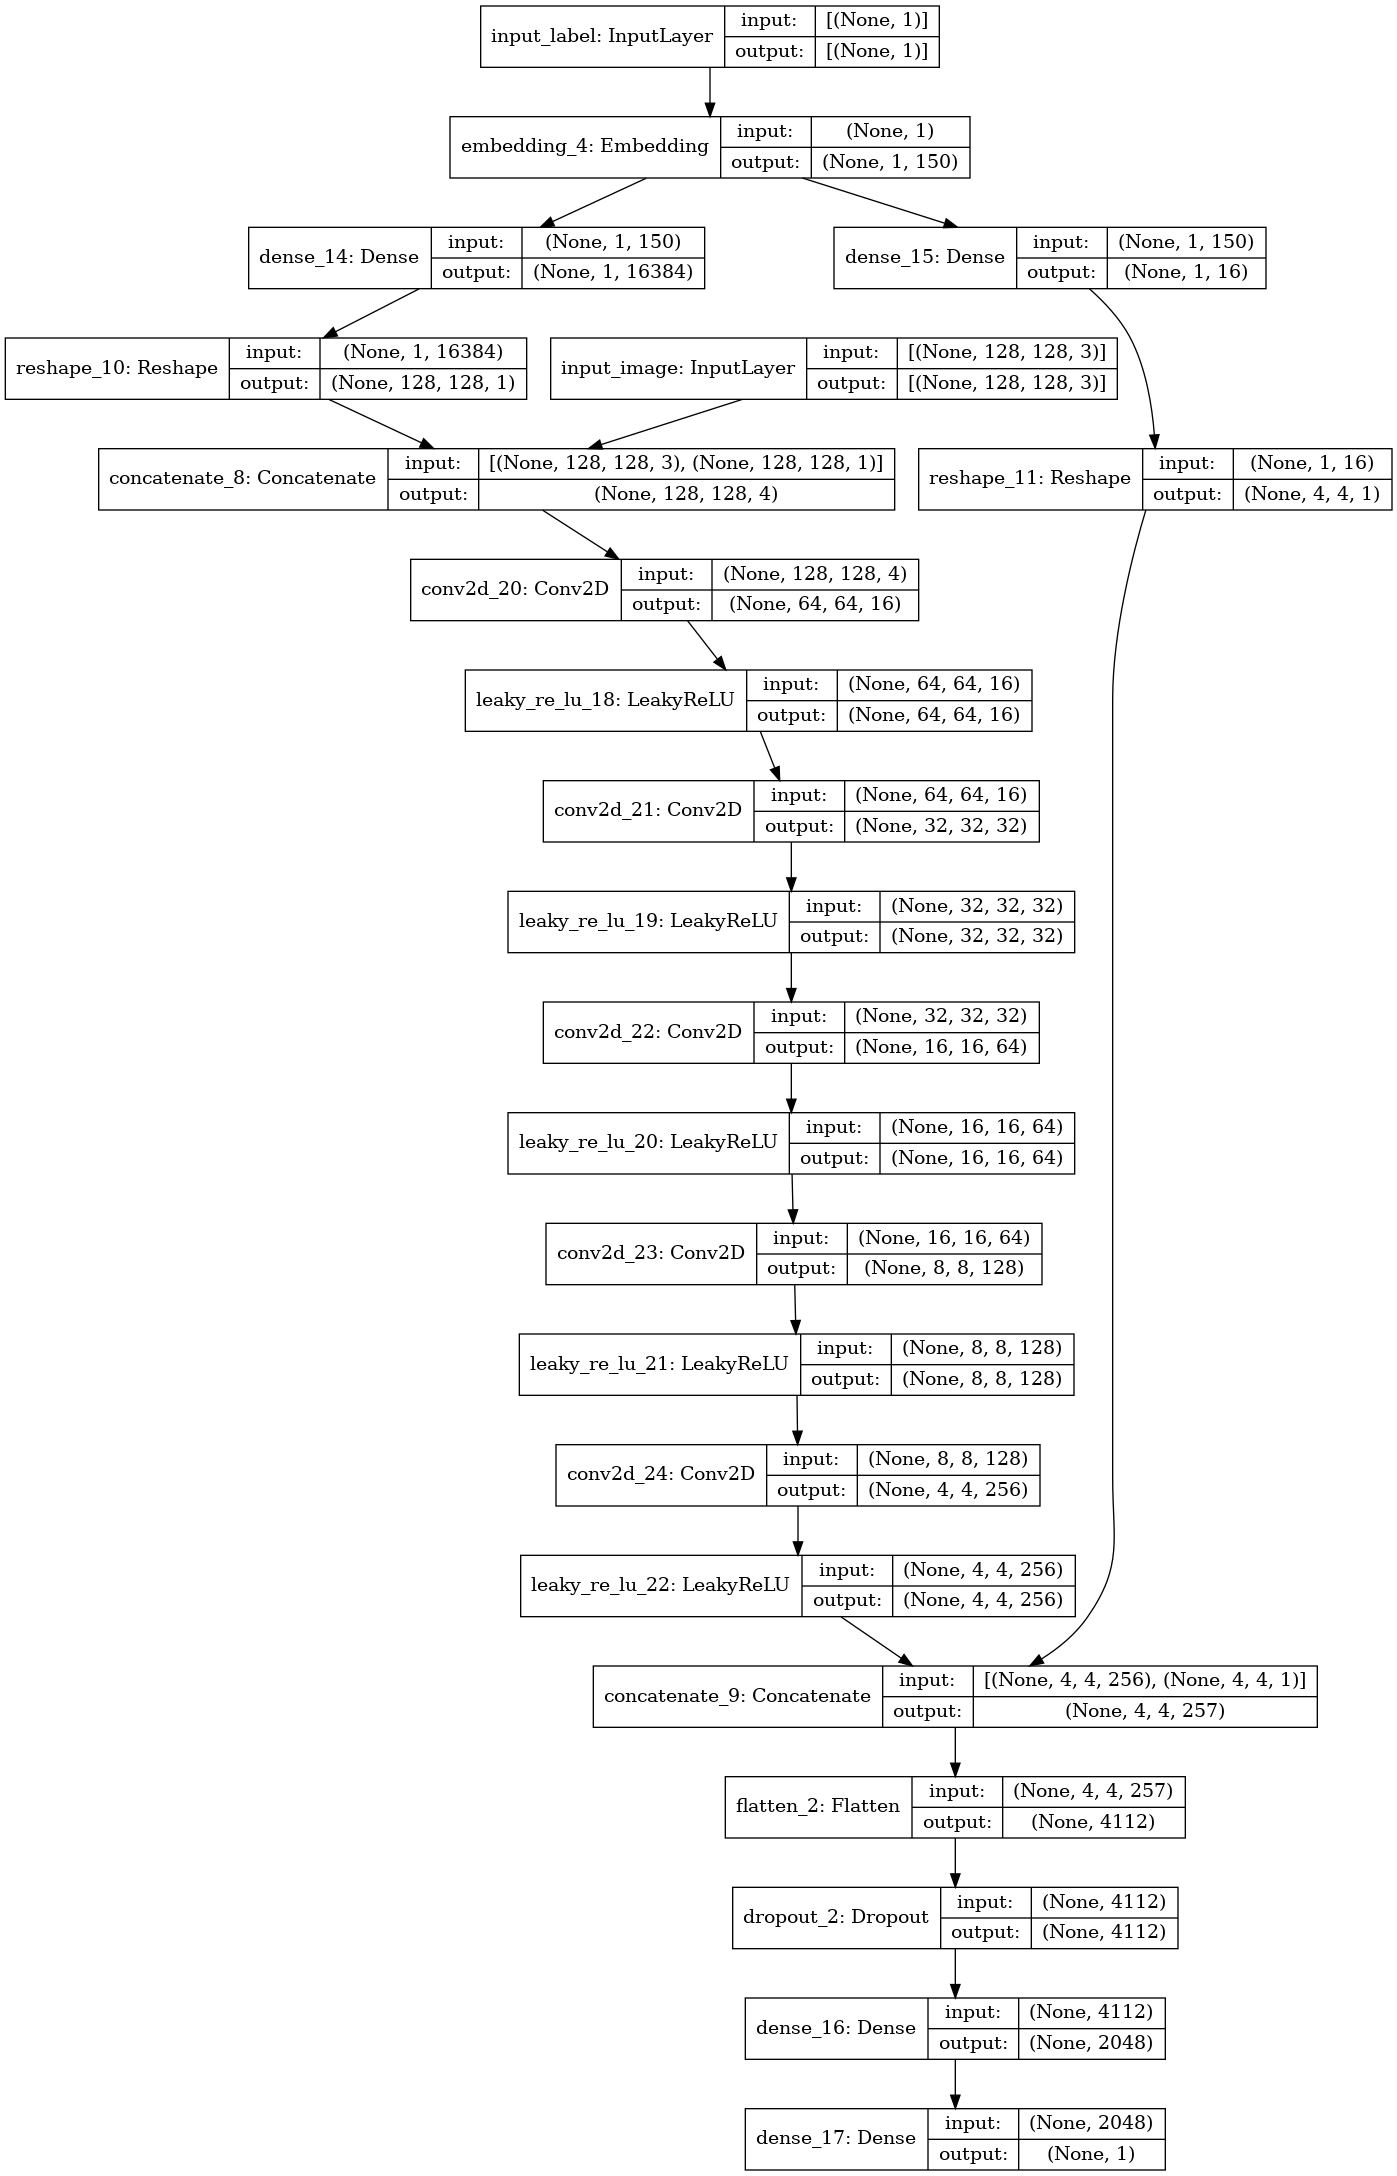 input_label: InputLayer
input: [(None, 1)]
output: [(None, 1)]
embedding_4: Embedding
input: (None, 1)
output: (None, 1, 150)
dense_14: Dense
input: (None, 1, 150)
output: (None, 1, 16384)
dense_15: Dense
input: (None, 1, 150)
output: (None, 1, 16)
reshape_10: Reshape
input: (None, 1, 16384)
output: (None, 128, 128, 1)
input_image: InputLayer
input: [(None, 128, 128, 3)]
output: [(None, 128, 128, 3)]
concatenate_8: Concatenate
input: [(None, 128, 128, 3), (None, 128, 128, 1)]
output: (None, 128, 128, 4)
reshape_11: Reshape
input: (None, 1, 16)
output: (None, 4, 4, 1)
conv2d_20: Conv2D
input: (None, 128, 128, 4)
output: (None, 64, 64, 16)
leaky_re_lu_18: LeakyReLU
input: (None, 64, 64, 16)
output: (None, 64, 64, 16)
conv2d_21: Conv2D
input: (None, 64, 64, 16)
output: (None, 32, 32, 32)
leaky_re_lu_19: LeakyReLU
input: (None, 32, 32, 32)
output: (None, 32, 32, 32)
conv2d_22: Conv2D
input: (None, 32, 32, 32)
output: (None, 16, 16, 64)
leaky_re_lu_20: LeakyReLU
input: (None, 16, 16, 64)
output: (None, 16, 16, 64)
conv2d_23: Conv2D
input: (None, 16, 16, 64)
output: (None, 8, 8, 128)
leaky_re_lu_21: LeakyReLU
input: (None, 8, 8, 128)
output: (None, 8, 8, 128)
conv2d_24: Conv2D
input: (None, 8, 8, 128)
output: (None, 4, 4, 256)
leaky_re_lu_22: LeakyReLU
input: (None, 4, 4, 256)
output: (None, 4, 4, 256)
concatenate_9: Concatenate
input: [(None, 4, 4, 256), (None, 4, 4, 1)]
output: (None, 4, 4, 257)
flatten_2: Flatten
input: (None, 4, 4, 257)
output: (None, 4112)
dropout_2: Dropout
input: (None, 4112)
output: (None, 4112)
dense_16: Dense
input: (None, 4112)
output: (None, 2048)
dense_17: Dense
input: (None, 2048)
output: (None, 1)